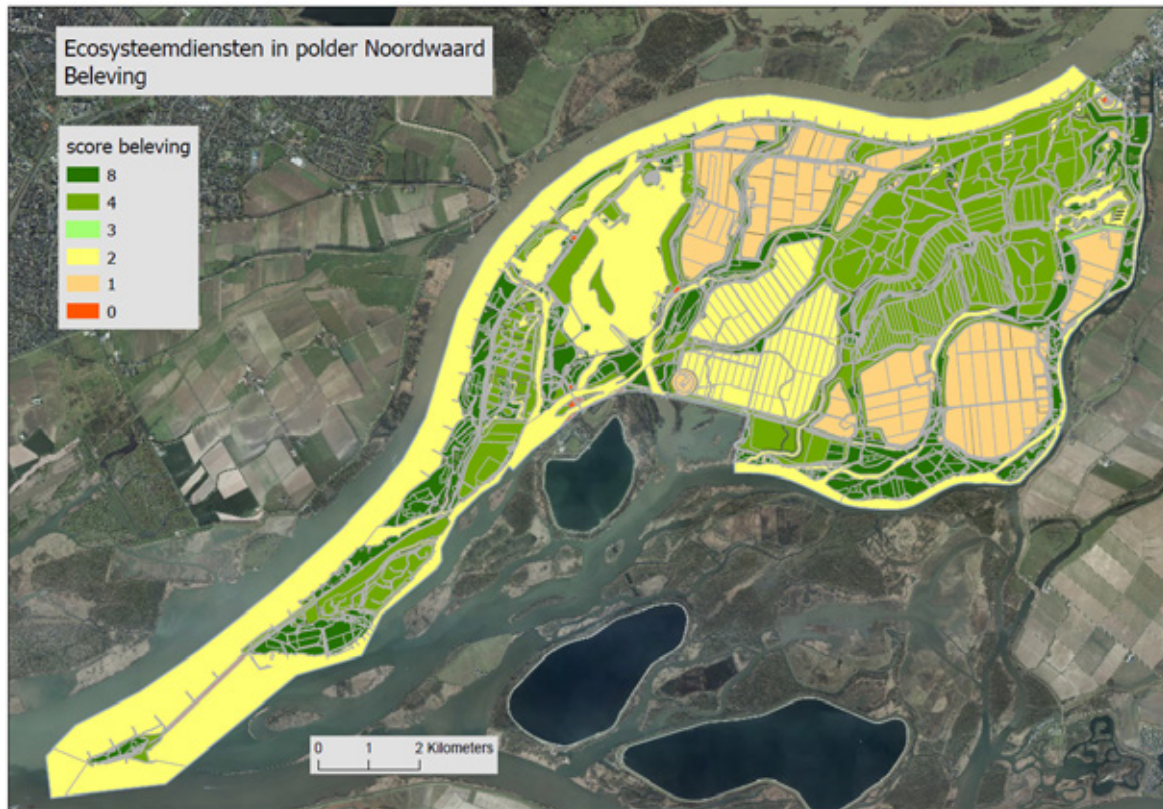 Ecosysteemdiensten in polder Noordwaard
Beleving
score beleving
8
4
3
2
1
0
0 1 2 Kilometers